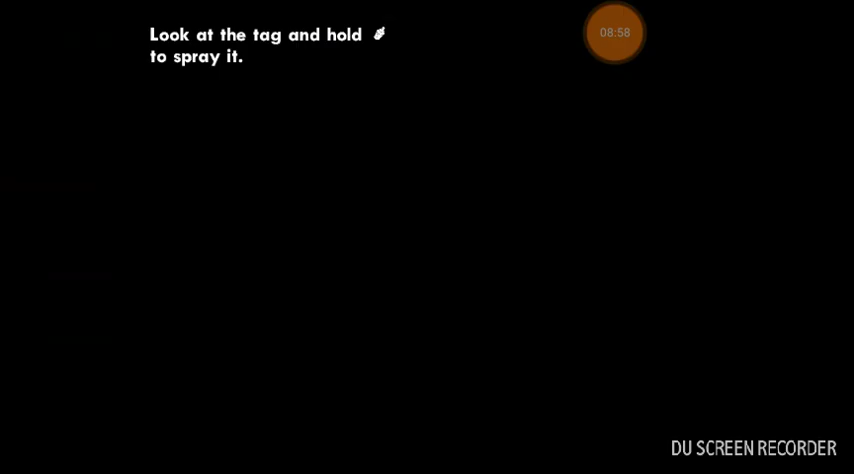 Look at the tag and hold
to spray it.
08:58
DU SCREEN RECORDER